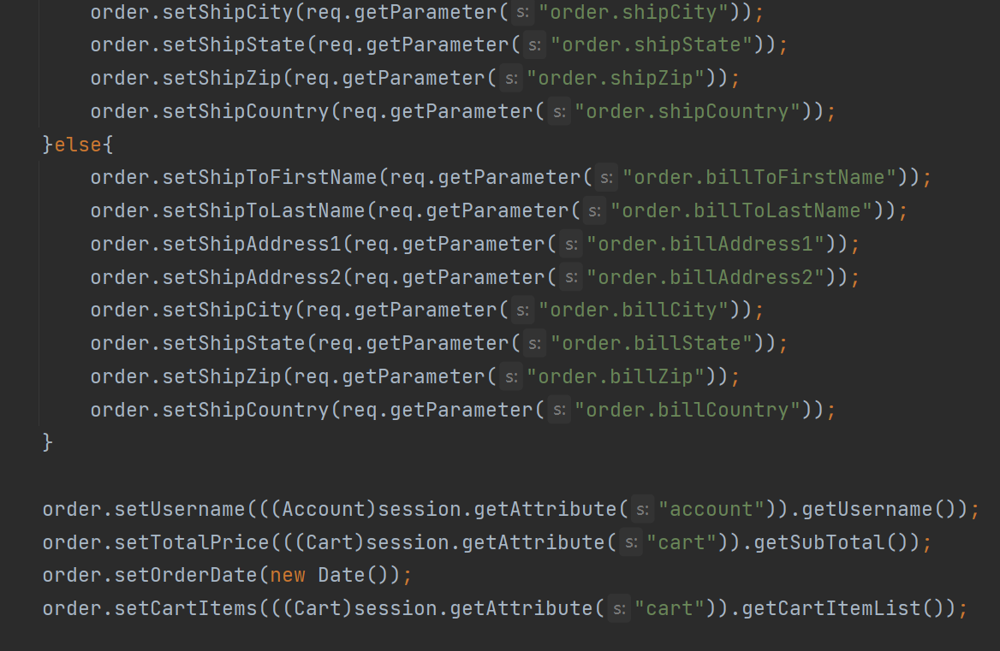 order.setShipCity(req.getParameter( s: "order.shipCity"));
order.setShipState(req.getParameter( s: "order.shipState"));
order.setShipZip(req.getParameter( s: "order.shipZip"));
order.setShipCountry(req.getParameter( s: "order.shipCountry"));
}else{
order.setShipToFirstName(req.getParameter( s: "order.billToFirstName"));
order.setShipToLastName(req.getParameter( s: "order.billToLastName"));
order.setShipAddress1(req.getParameter( s: "order.billAddress1"));
order.setShipAddress2(req.getParameter( s: "order.billAddress2"));
order.setShipCity(req.getParameter( s: "order.billCity"));
order.setShipState(req.getParameter( s: "order.billState"));
order.setShipZip(req.getParameter( s: "order.billZip"));
order.setShipCountry(req.getParameter( s: "order.billCountry"));
}
order.setUsername(((Account)session.getAttribute( s: "account")).getUsername());
order.setTotalPrice(((Cart)session.getAttribute( s: "cart")).getSubTotal());
order.setOrderDate(new Date());
order.setCartItems(((Cart)session.getAttribute( s: "cart")).getCartItemList());